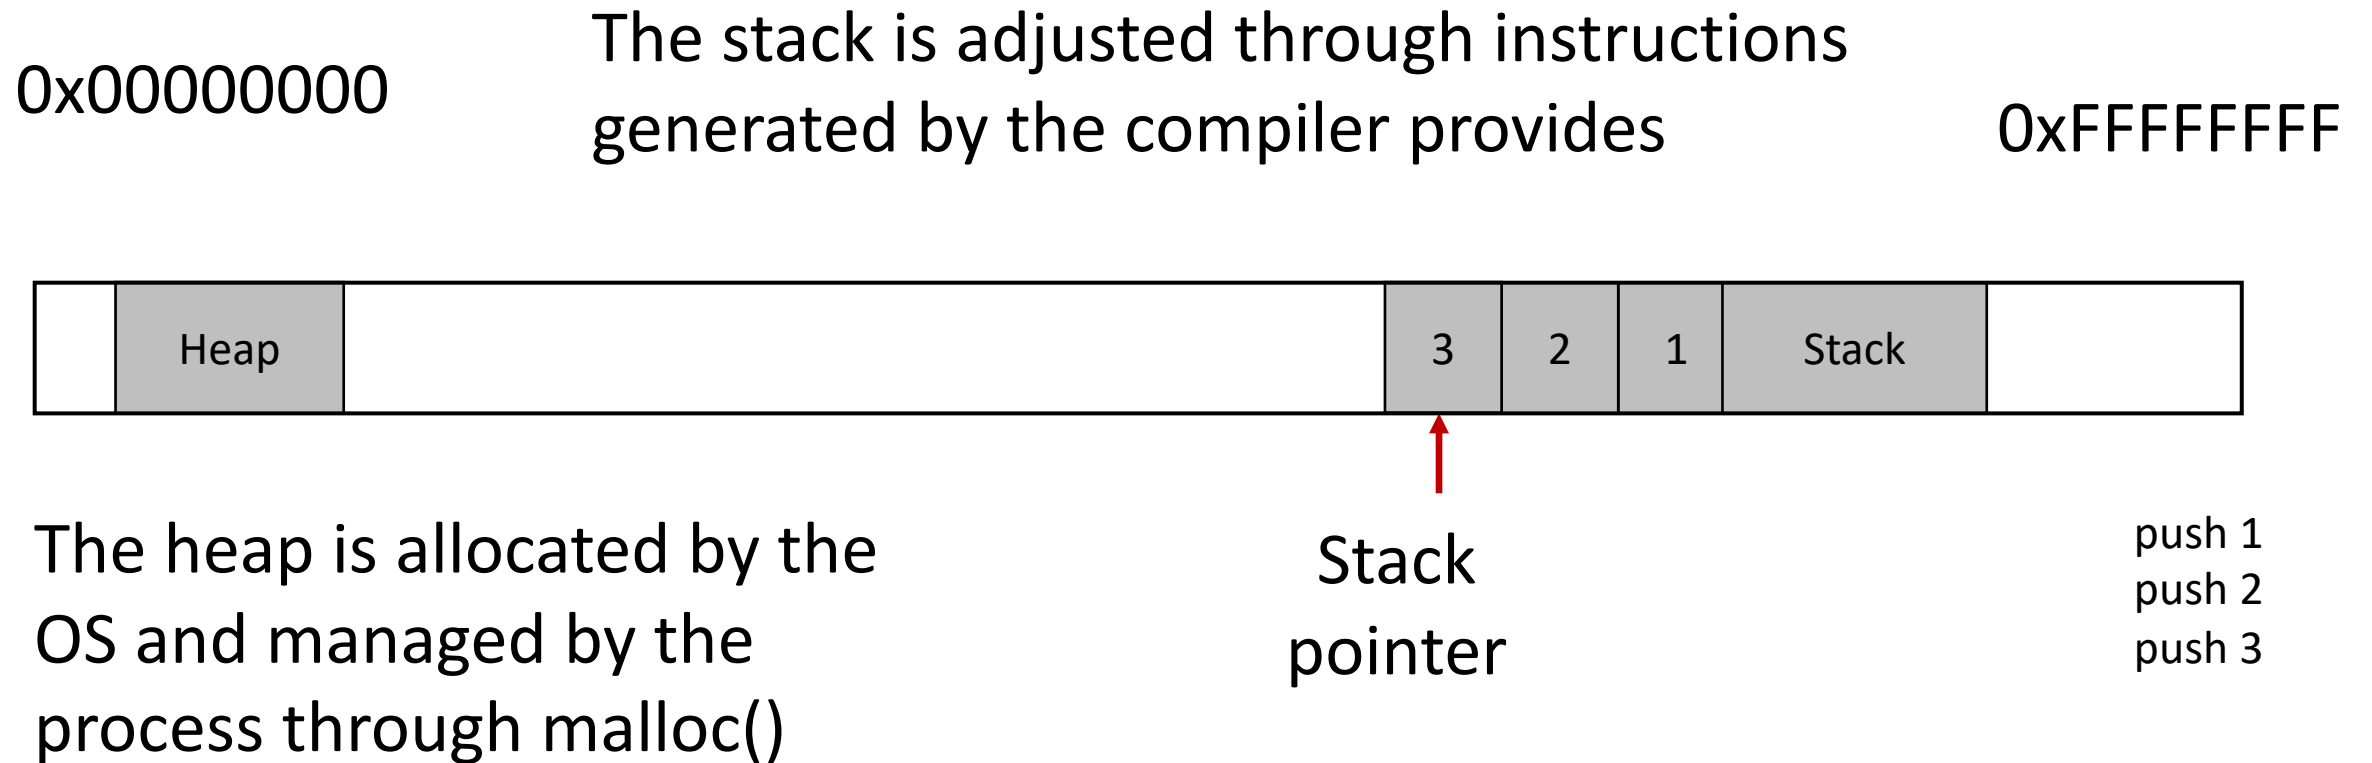 The stack is adjusted through instructions
generated by the compiler provides
0x00000000
0xFFFFFFFF
Heap
3
2
1
Stack
The heap is allocated by the
OS and managed by the
process through malloc()
Stack
pointer
push 1
push 2
push 3